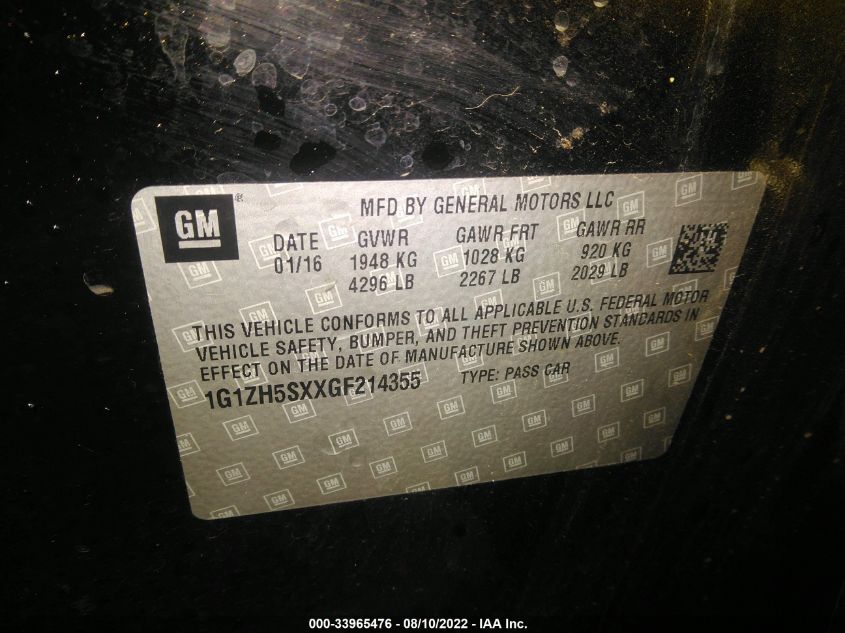 GM®
MFD BY GENERAL MOTORS LLC
DATE GVWR GAWR FRT GAWR RR
01/16 1948 KG 1028 KG 920 KG
4296 LB 2267 LB 2029 LB
THIS VEHICLE CONFORMS TO ALL APPLICABLE U.S. FEDERAL MOTOR
VEHICLE SAFETY, BUMPER, AND THEFT PREVENTION STANDARDS IN
EFFECT ON THE DATE OF MANUFACTURE SHOWN ABOVE.
1G1ZH5SXXGF214355 TYPE: PASS CAR
000-33965476 - 08/10/2022 - IAA Inc.